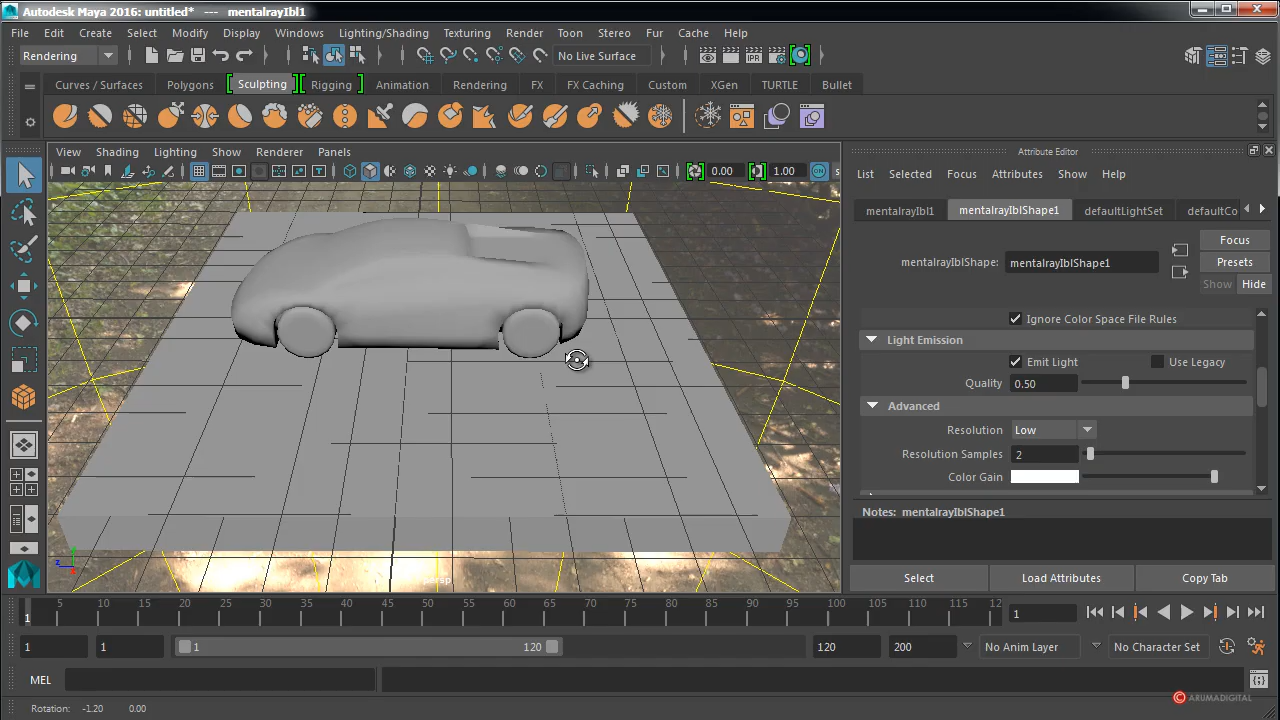 Autodesk Maya 2016: untitled* --- mentalrayIbl1
File Edit Create Select Modify Display Windows Lighting/Shading Texturing Render Toon Stereo Fur Cache Help
Rendering No Live Surface IPR
Curves / Surfaces Polygons Sculpting Rigging Animation Rendering FX FX Caching Custom XGen TURTLE Bullet
View Shading Lighting Show Renderer Panels
0.00 1.00 ON s
persp
Attribute Editor
List Selected Focus Attributes Show Help
mentalrayIbl1 mentalrayIblShape1 defaultLightSet defaultCo
mentalrayIblShape: mentalrayIblShape1
Focus
Presets
Show Hide
Ignore Color Space File Rules
Light Emission
Emit Light Use Legacy
Quality 0.50
Advanced
Resolution Low
Resolution Samples 2
Color Gain
Notes: mentalrayIblShape1
Select Load Attributes Copy Tab
1 5 10 15 20 25 30 35 40 45 50 55 60 65 70 75 80 85 90 95 100 105 110 115 12 1
1 1 1 120 120 200 No Anim Layer No Character Set
MEL
Rotation: -1.20 0.00
© ARUMADIGITAL